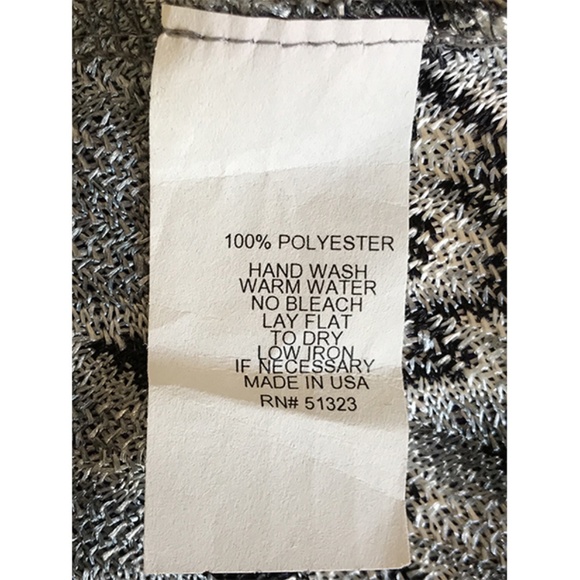 100% POLYESTER
HAND WASH
WARM WATER
NO BLEACH
LAY FLAT
TO DRY
LOW IRON
IF NECESSARY
MADE IN USA
RN# 51323